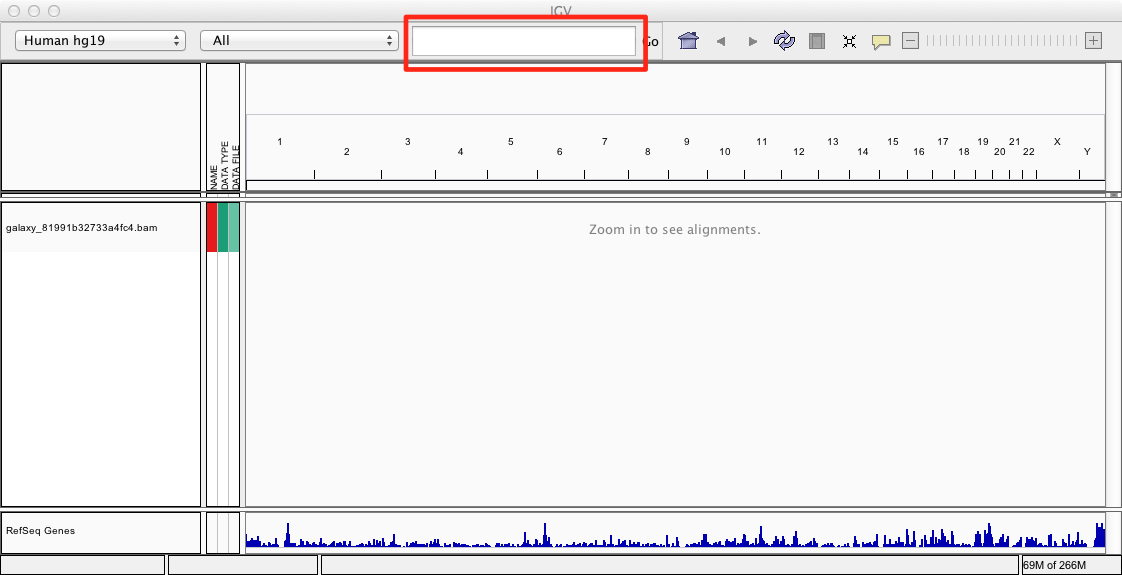 IGV
Human hg19 All Go
NAME
DATA TYPE
DATA FILE
1 2 3 4 5 6 7 8 9 10 11 12 13 14 15 16 17 18 19 20 21 22 X Y
galaxy_81991b32733a4fc4.bam
Zoom in to see alignments.
RefSeq Genes
69M of 266M